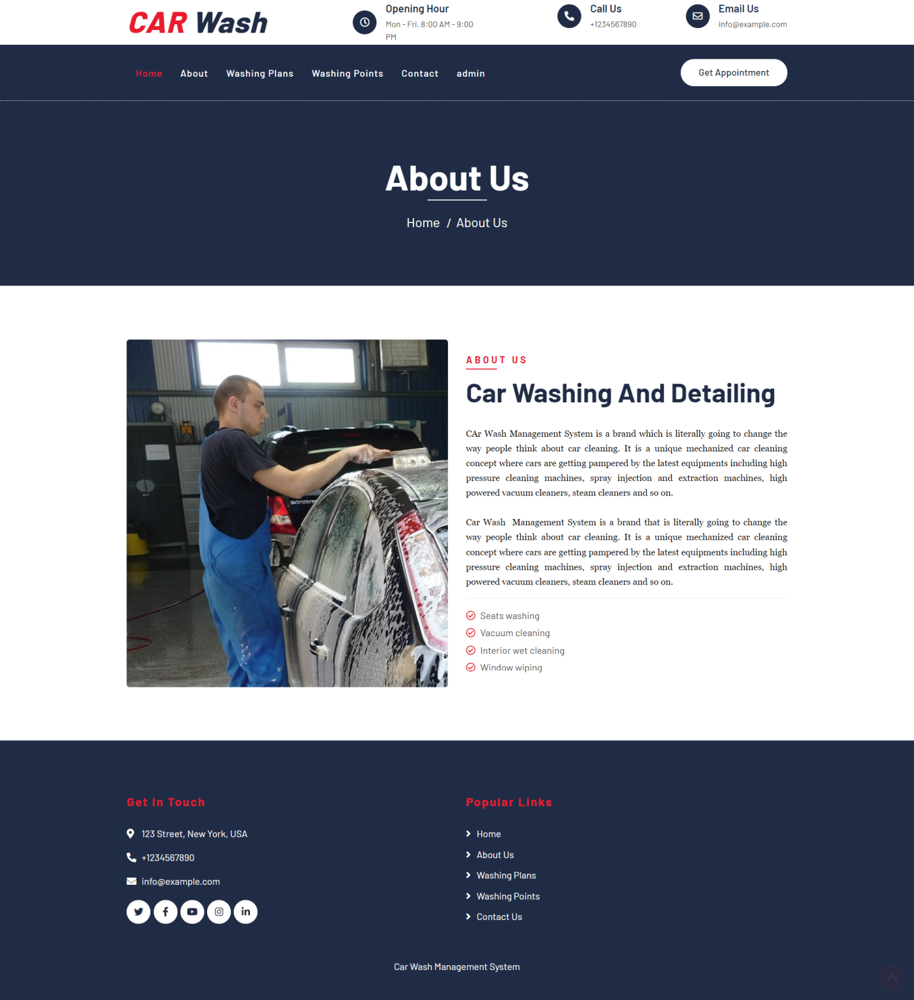 CAR Wash
Opening Hour
Mon - Fri, 8:00 AM - 9:00
PM
Call Us
+1234567890
Email Us
info@example.com
Home About Washing Plans Washing Points Contact admin
Get Appointment
About Us
Home / About Us
SORENTO
ABOUT US
Car Washing And Detailing
CAr Wash Management System is a brand which is literally going to change the
way people think about car cleaning. It is a unique mechanized car cleaning
concept where cars are getting pampered by the latest equipments including high
pressure cleaning machines, spray injection and extraction machines, high
powered vacuum cleaners, steam cleaners and so on.
Car Wash  Management System is a brand that is literally going to change the
way people think about car cleaning. It is a unique mechanized car cleaning
concept where cars are getting pampered by the latest equipments including high
pressure cleaning machines, spray injection and extraction machines, high
powered vacuum cleaners, steam cleaners and so on.
Seats washing
Vacuum cleaning
Interior wet cleaning
Window wiping
Get In Touch
123 Street, New York, USA
+1234567890
info@example.com
Popular Links
Home
About Us
Washing Plans
Washing Points
Contact Us
Car Wash Management System